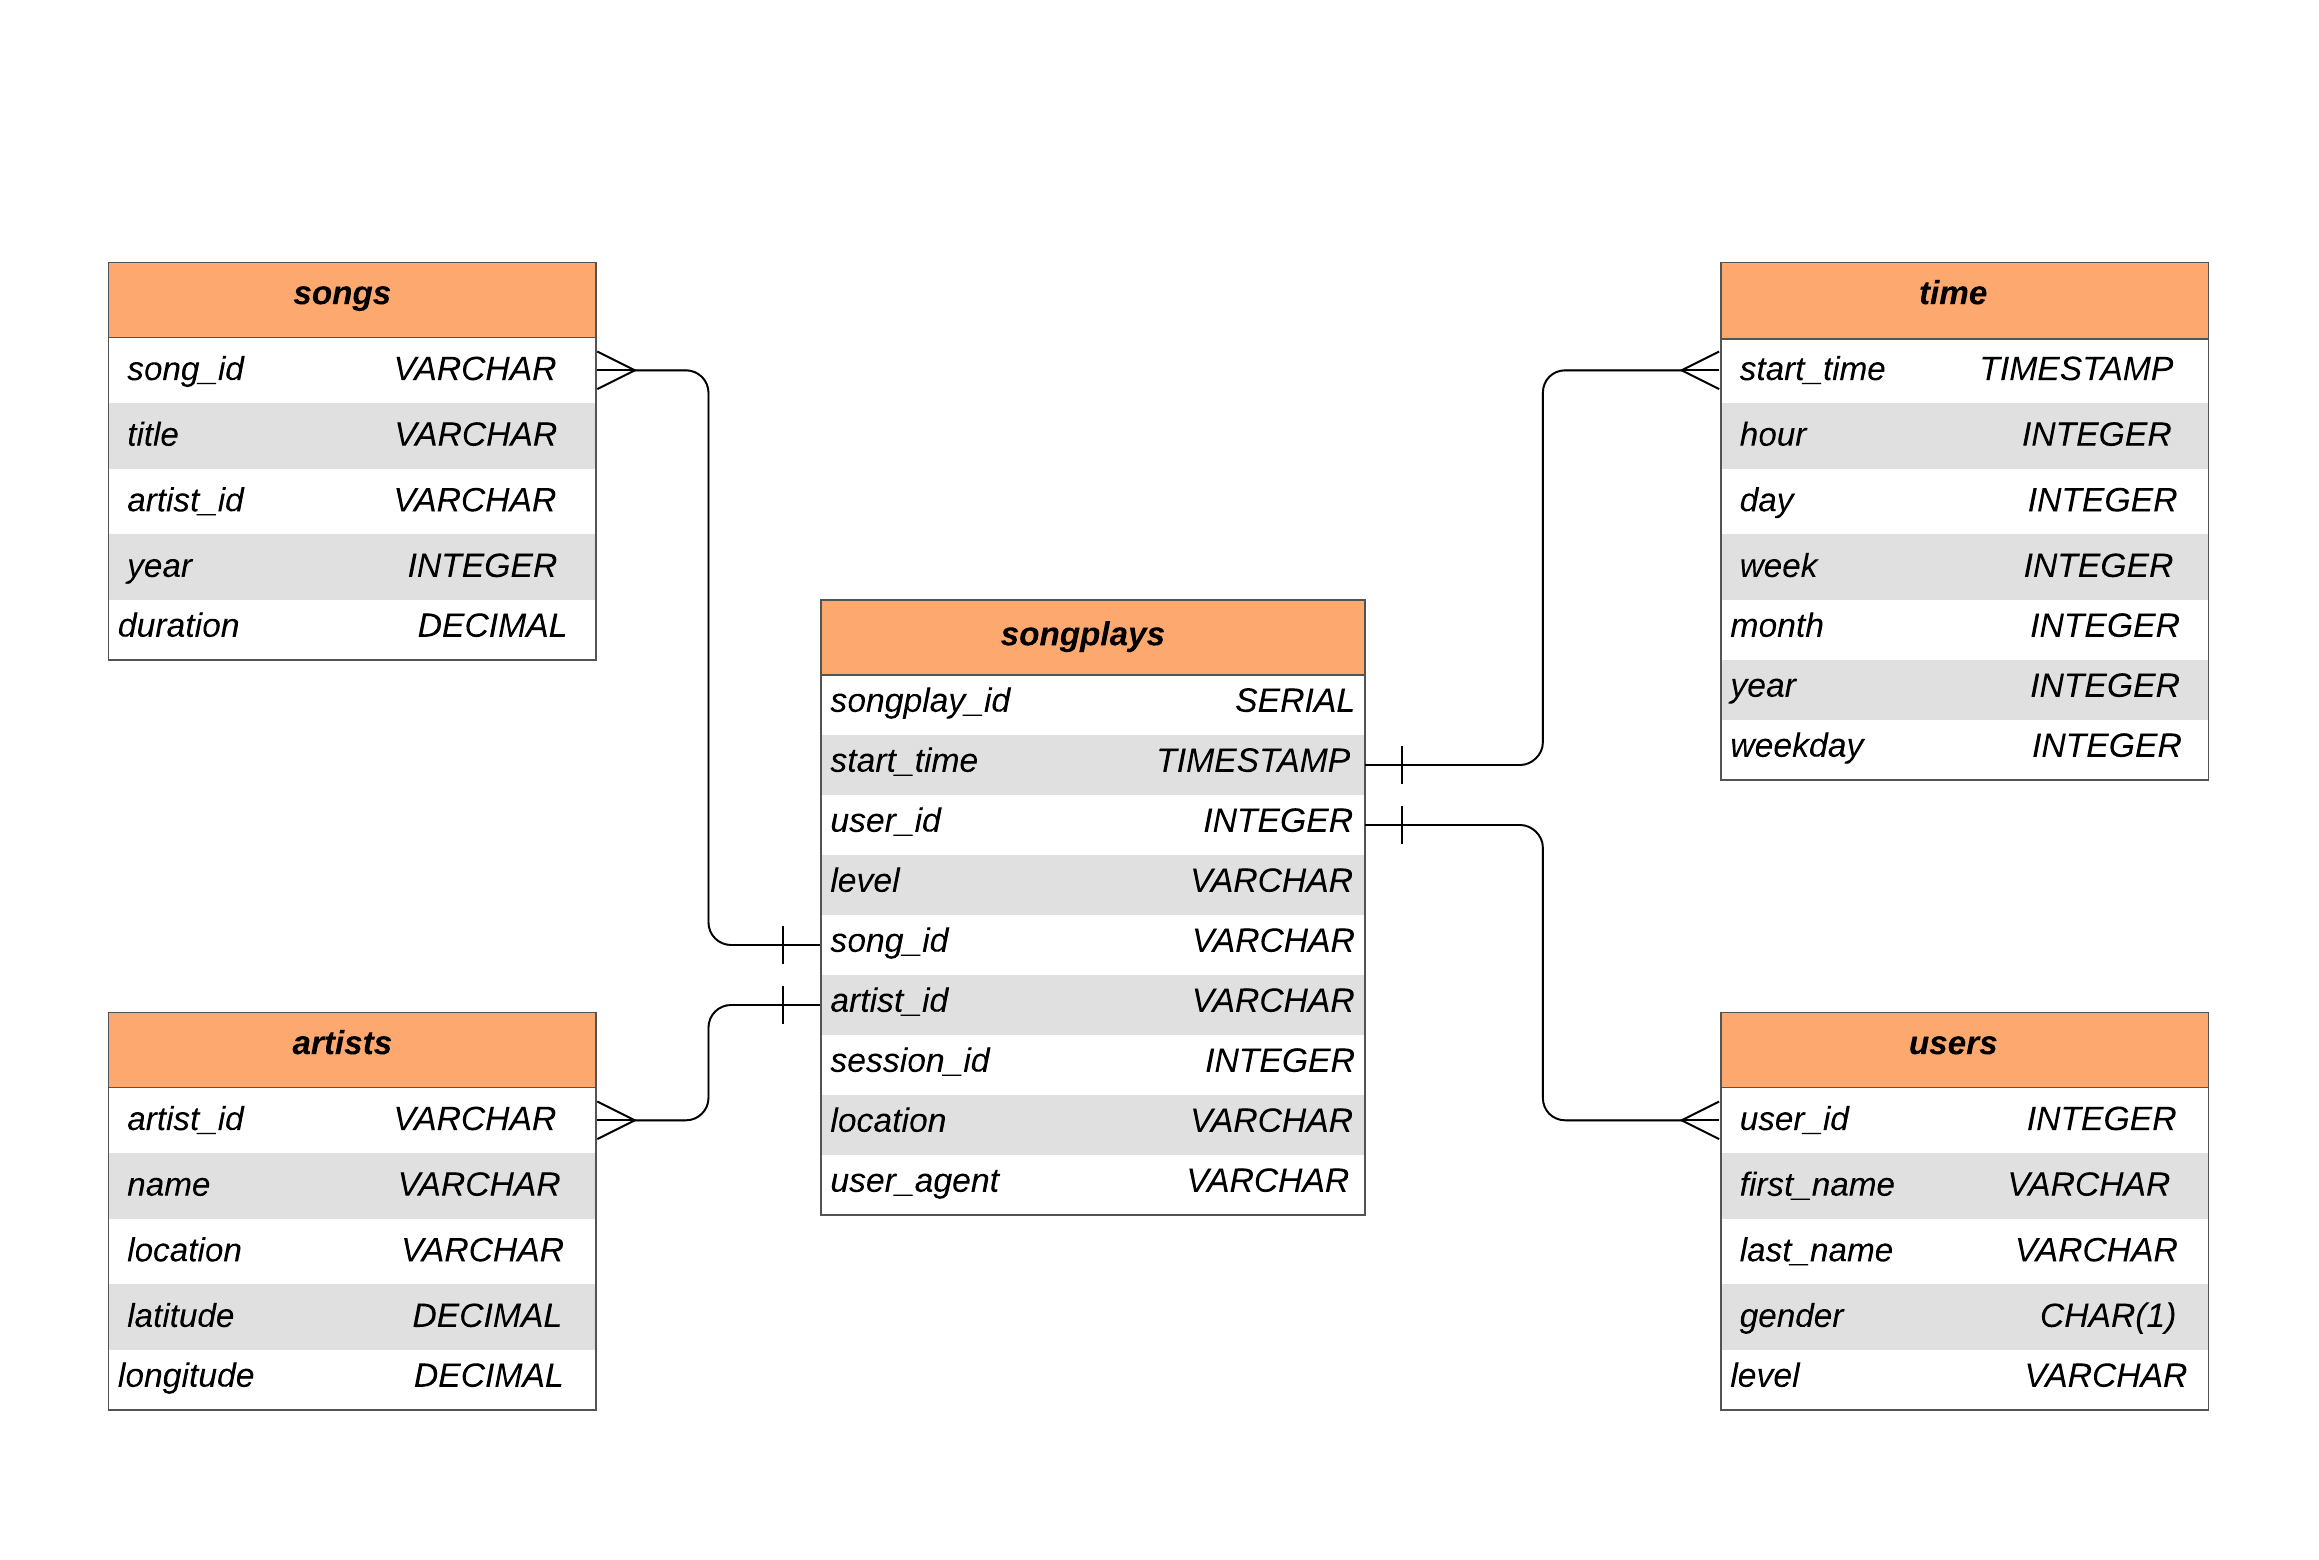 songs
song_id VARCHAR
title VARCHAR
artist_id VARCHAR
year INTEGER
duration DECIMAL
time
start_time TIMESTAMP
hour INTEGER
day INTEGER
week INTEGER
month INTEGER
year INTEGER
weekday INTEGER
songplays
songplay_id SERIAL
start_time TIMESTAMP
user_id INTEGER
level VARCHAR
song_id VARCHAR
artist_id VARCHAR
session_id INTEGER
location VARCHAR
user_agent VARCHAR
artists
artist_id VARCHAR
name VARCHAR
location VARCHAR
latitude DECIMAL
longitude DECIMAL
users
user_id INTEGER
first_name VARCHAR
last_name VARCHAR
gender CHAR(1)
level VARCHAR